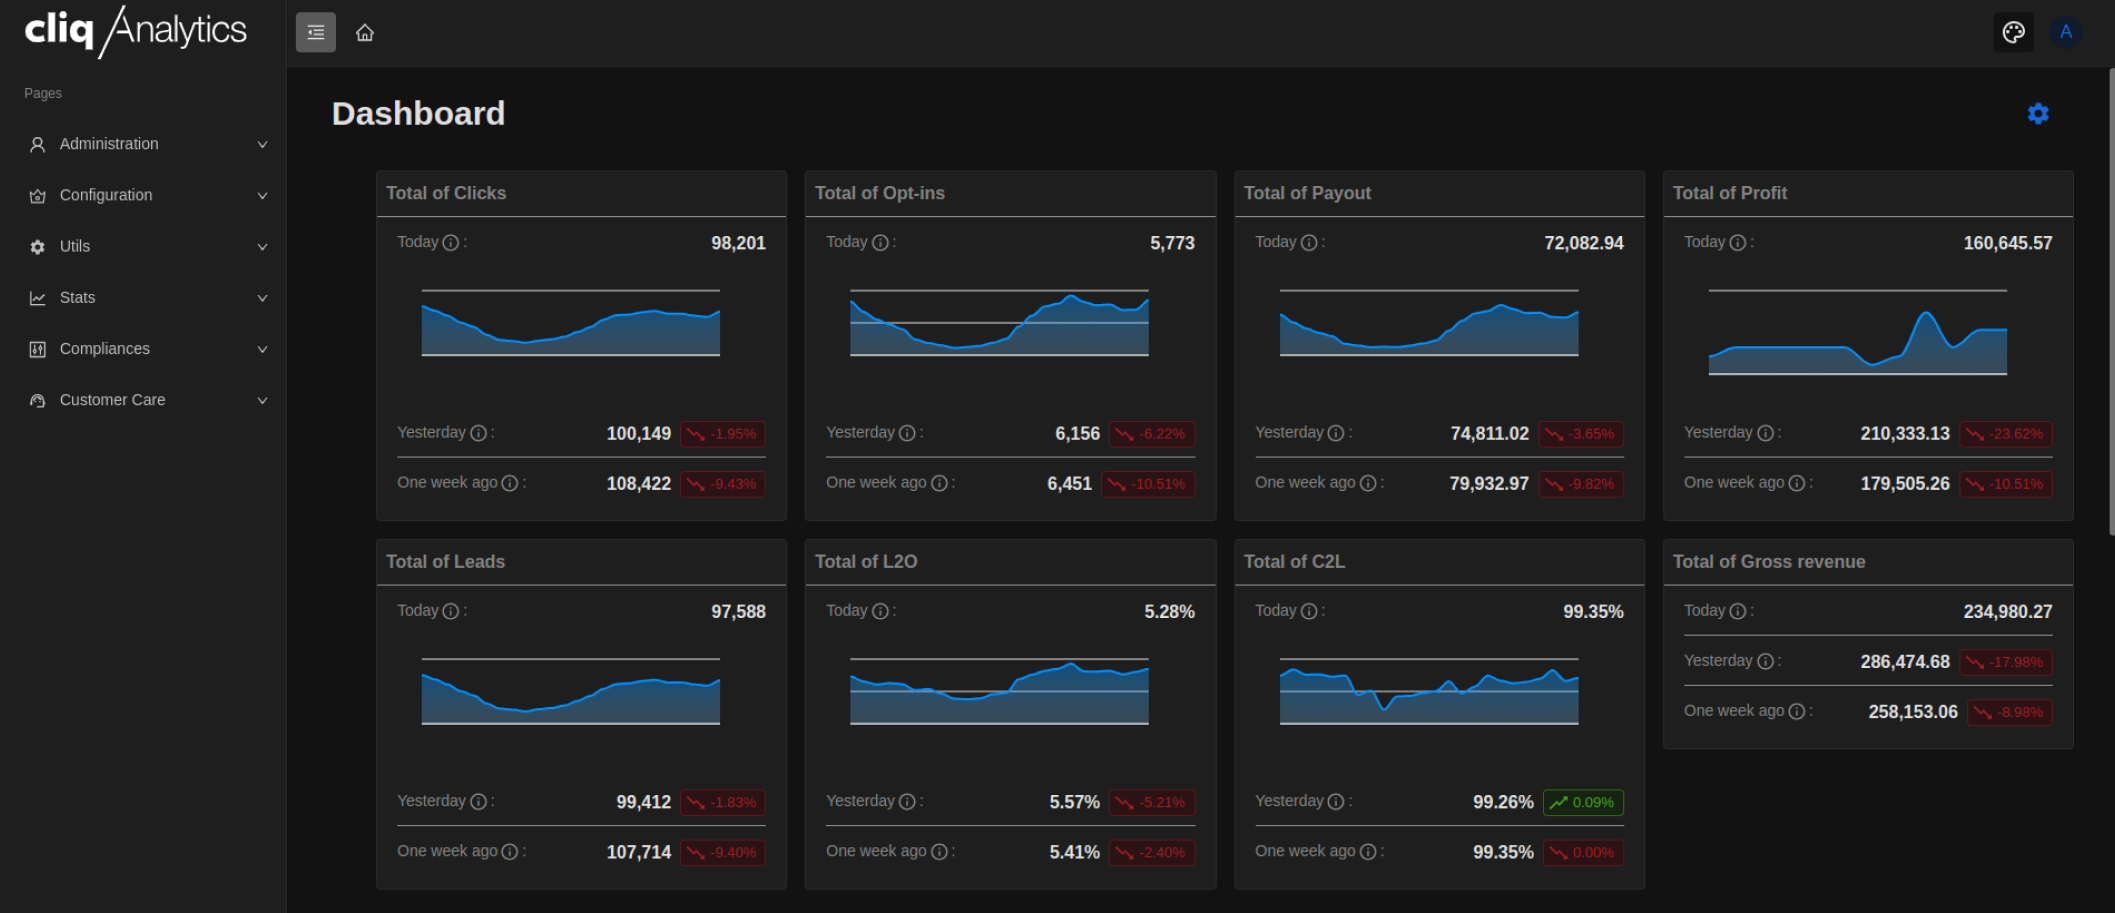 cliq/Analytics
A
Pages
Administration
Configuration
Utils
Stats
Compliances
Customer Care
Dashboard
Total of Clicks
Today : 98,201
Yesterday : 100,149 -1.95%
One week ago : 108,422 -9.43%
Total of Opt-ins
Today : 5,773
Yesterday : 6,156 -6.22%
One week ago : 6,451 -10.51%
Total of Payout
Today : 72,082.94
Yesterday : 74,811.02 -3.65%
One week ago : 79,932.97 -9.82%
Total of Profit
Today : 160,645.57
Yesterday : 210,333.13 -23.62%
One week ago : 179,505.26 -10.51%
Total of Leads
Today : 97,588
Yesterday : 99,412 -1.83%
One week ago : 107,714 -9.40%
Total of L2O
Today : 5.28%
Yesterday : 5.57% -5.21%
One week ago : 5.41% -2.40%
Total of C2L
Today : 99.35%
Yesterday : 99.26% 0.09%
One week ago : 99.35% 0.00%
Total of Gross revenue
Today : 234,980.27
Yesterday : 286,474.68 -17.98%
One week ago : 258,153.06 -8.98%